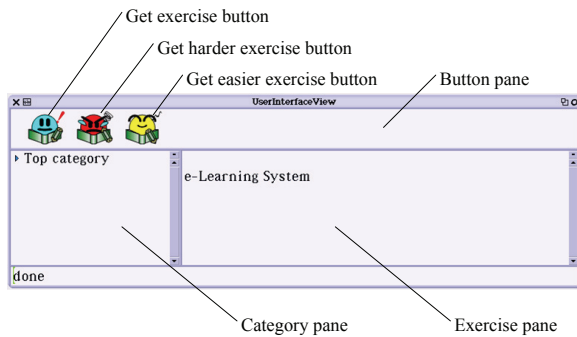 Get exercise button
Get harder exercise button
Get easier exercise button
Button pane
UserInterfaceView
Top category
e-Learning System
done
Category pane
Exercise pane